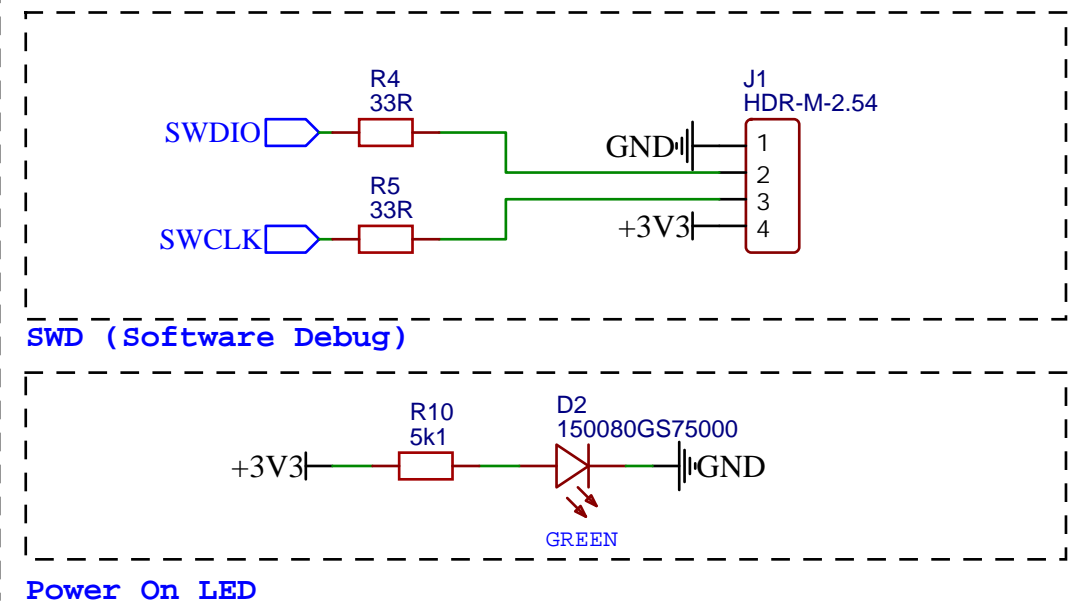 R4
33R
SWDIO
R5
33R
SWCLK
J1
HDR-M-2.54
GND
1
2
3
+3V3
4
SWD (Software Debug)
R10
5k1
D2
150080GS75000
+3V3
GND
GREEN
Power On LED